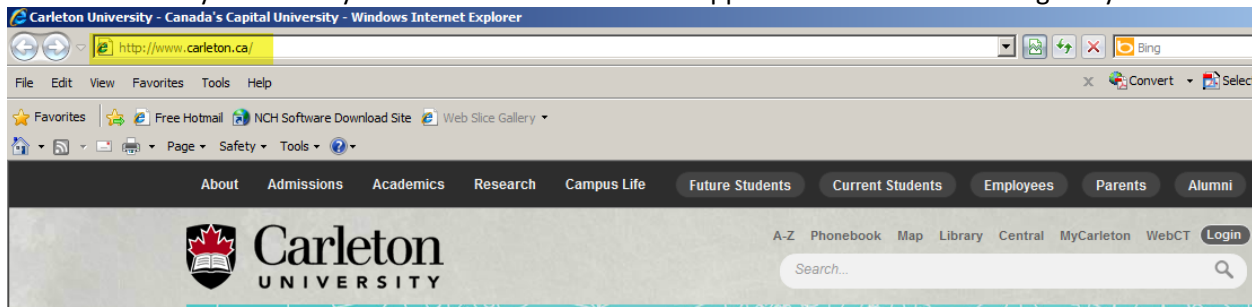 Carleton University - Canada's Capital University - Windows Internet Explorer
http://www.carleton.ca/
Bing
File Edit View Favorites Tools Help
Convert
Selec
Favorites Free Hotmail NCH Software Download Site Web Slice Gallery
Page Safety Tools
About Admissions Academics Research Campus Life Future Students Current Students Employees Parents Alumni
A-Z Phonebook Map Library Central MyCarleton WebCT Login
Carleton
UNIVERSITY
Search...